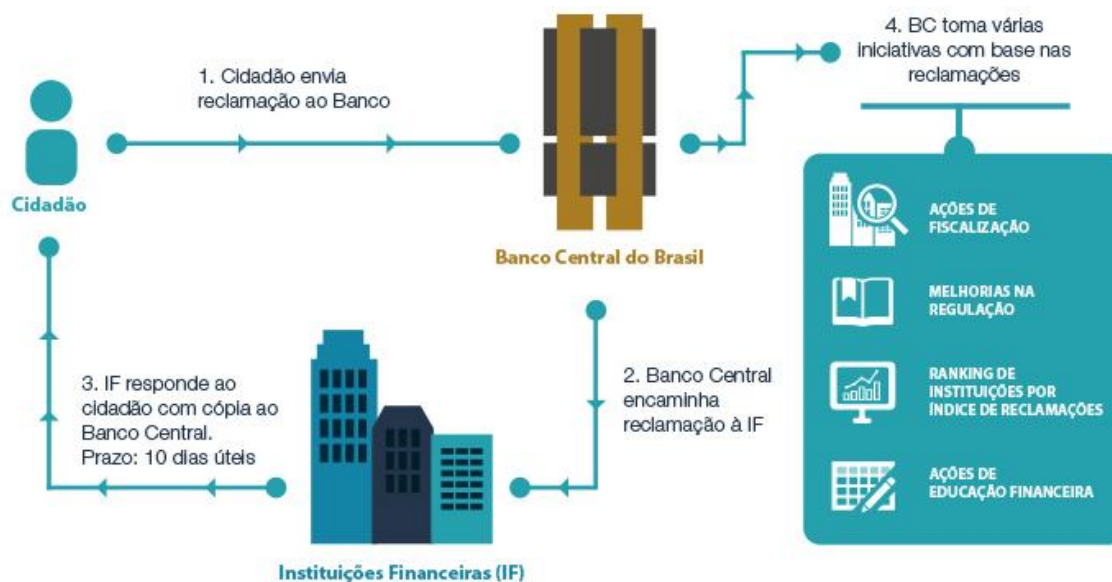 1. Cidadão envia
reclamação ao Banco
Cidadão
Banco Central do Brasil
2. Banco Central
encaminha
reclamação à IF
3. IF responde ao
cidadão com cópia ao
Banco Central.
Prazo: 10 dias úteis
Instituições Financeiras (IF)
4. BC toma várias
iniciativas com base nas
reclamações
AÇÕES DE
FISCALIZAÇÃO
MELHORIAS NA
REGULAÇÃO
RANKING DE
INSTITUIÇÕES POR
ÍNDICE DE RECLAMAÇÕES
AÇÕES DE
EDUCAÇÃO FINANCEIRA